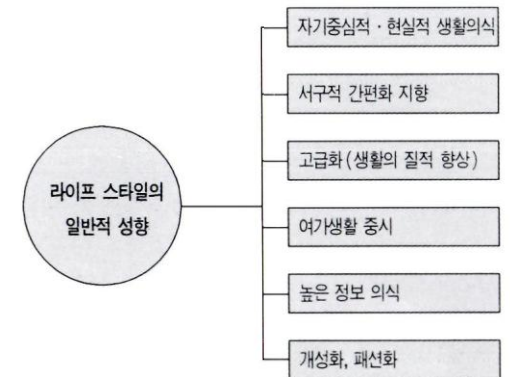 자기중심적 · 현실적 생활의식
서구적 간편화 지향
고급화(생활의 질적 향상)
라이프 스타일의
일반적 성향
여가생활 중시
높은 정보 의식
개성화, 패션화